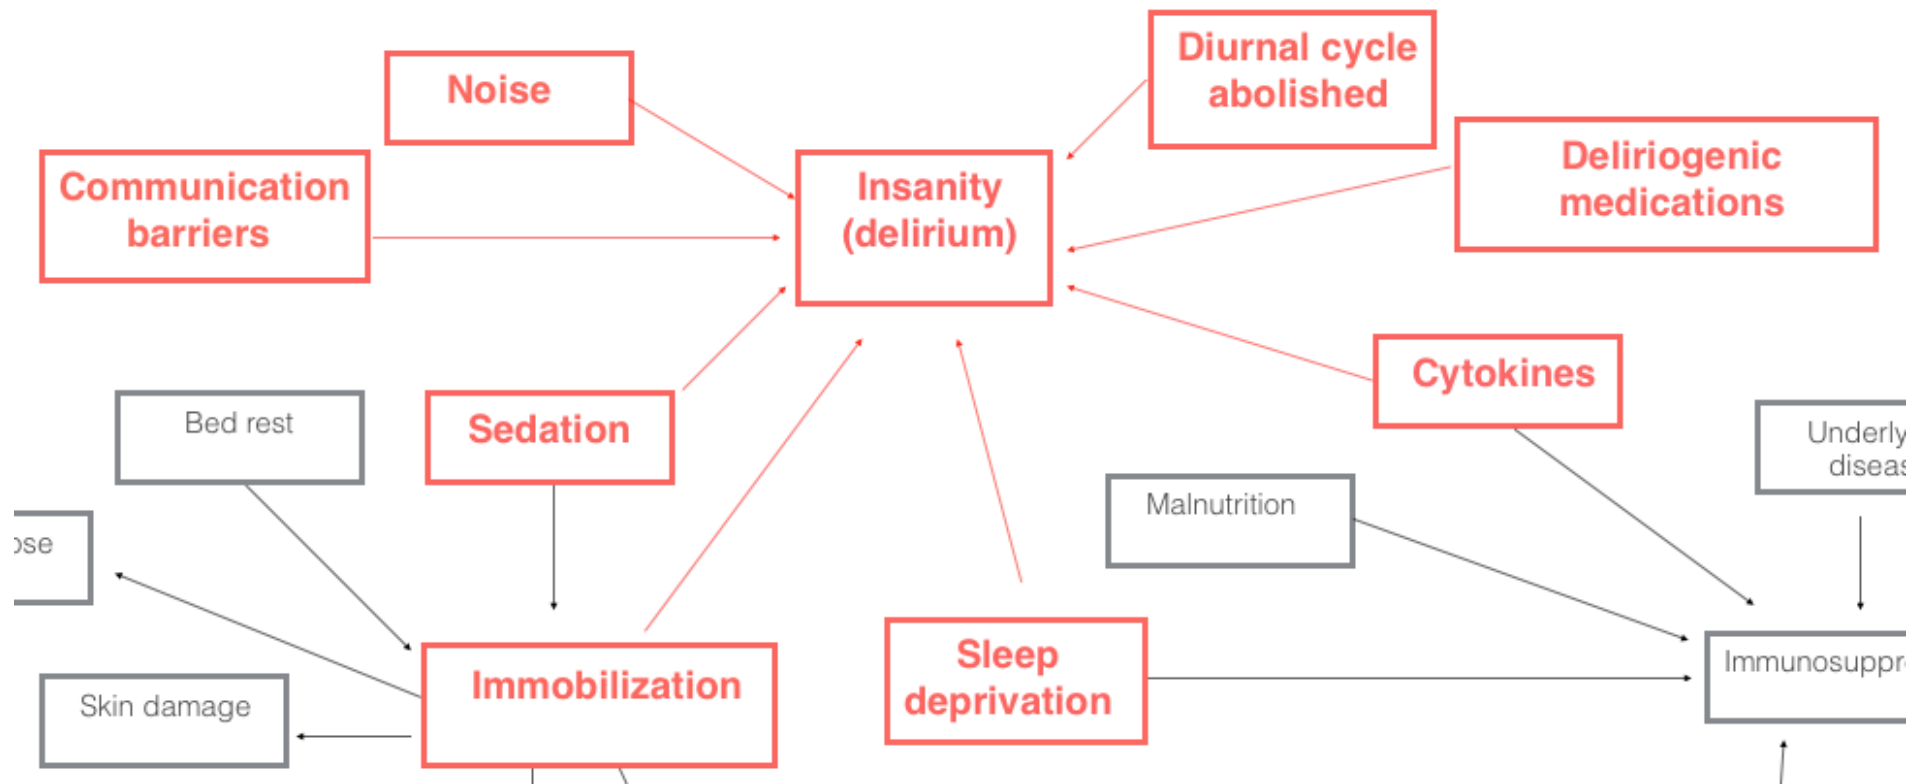 Diurnal cycle
abolished
Noise
Deliriogenic
medications
Communication
barriers
Insanity
(delirium)
Cytokines
Bed rest
Sedation
Malnutrition
Sleep
deprivation
Immobilization
Skin damage